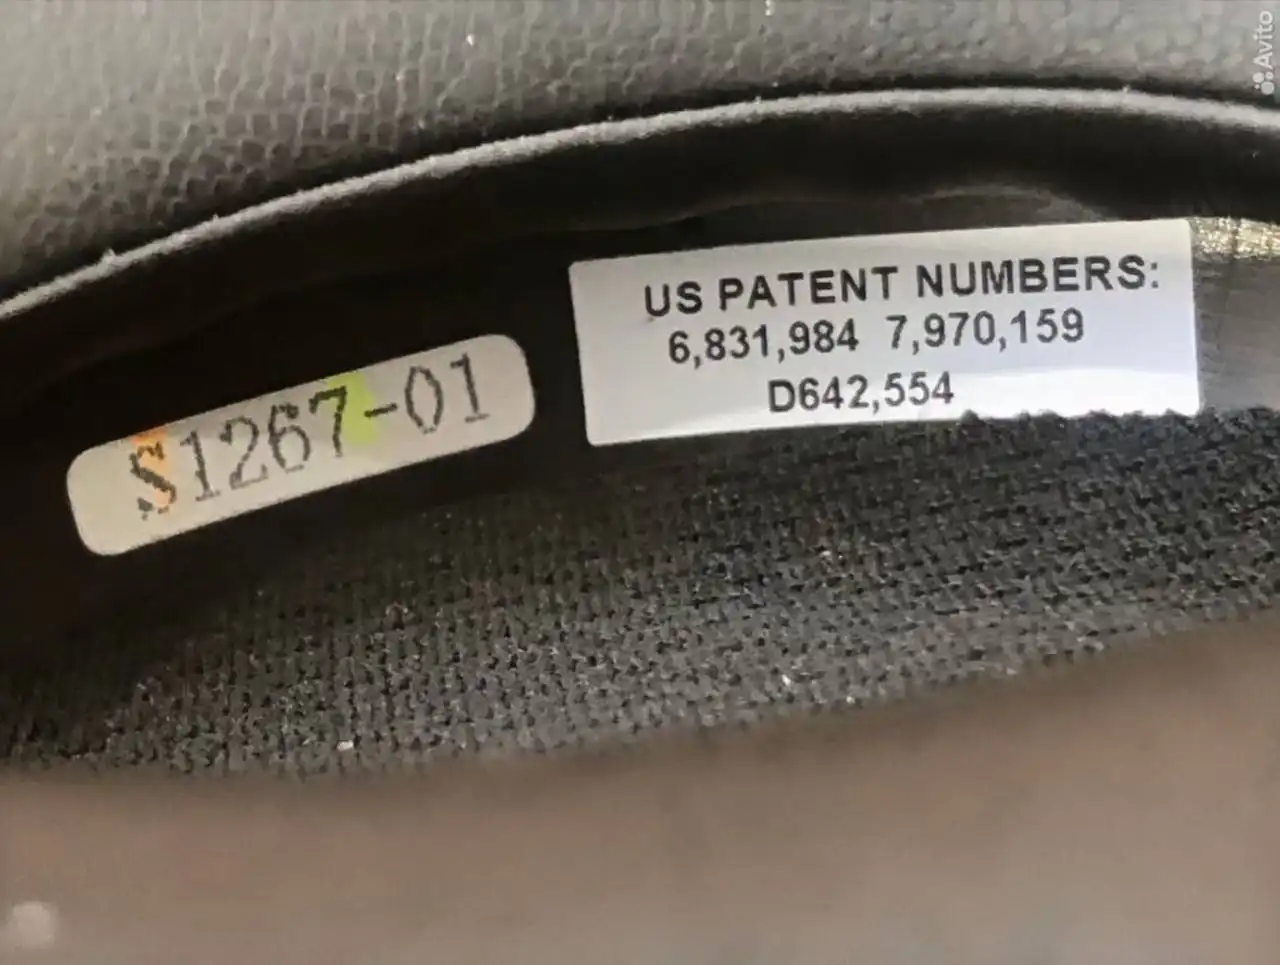 Avito
US PATENT NUMBERS:
6,831,984 7,970,159
D642,554
S1267-01